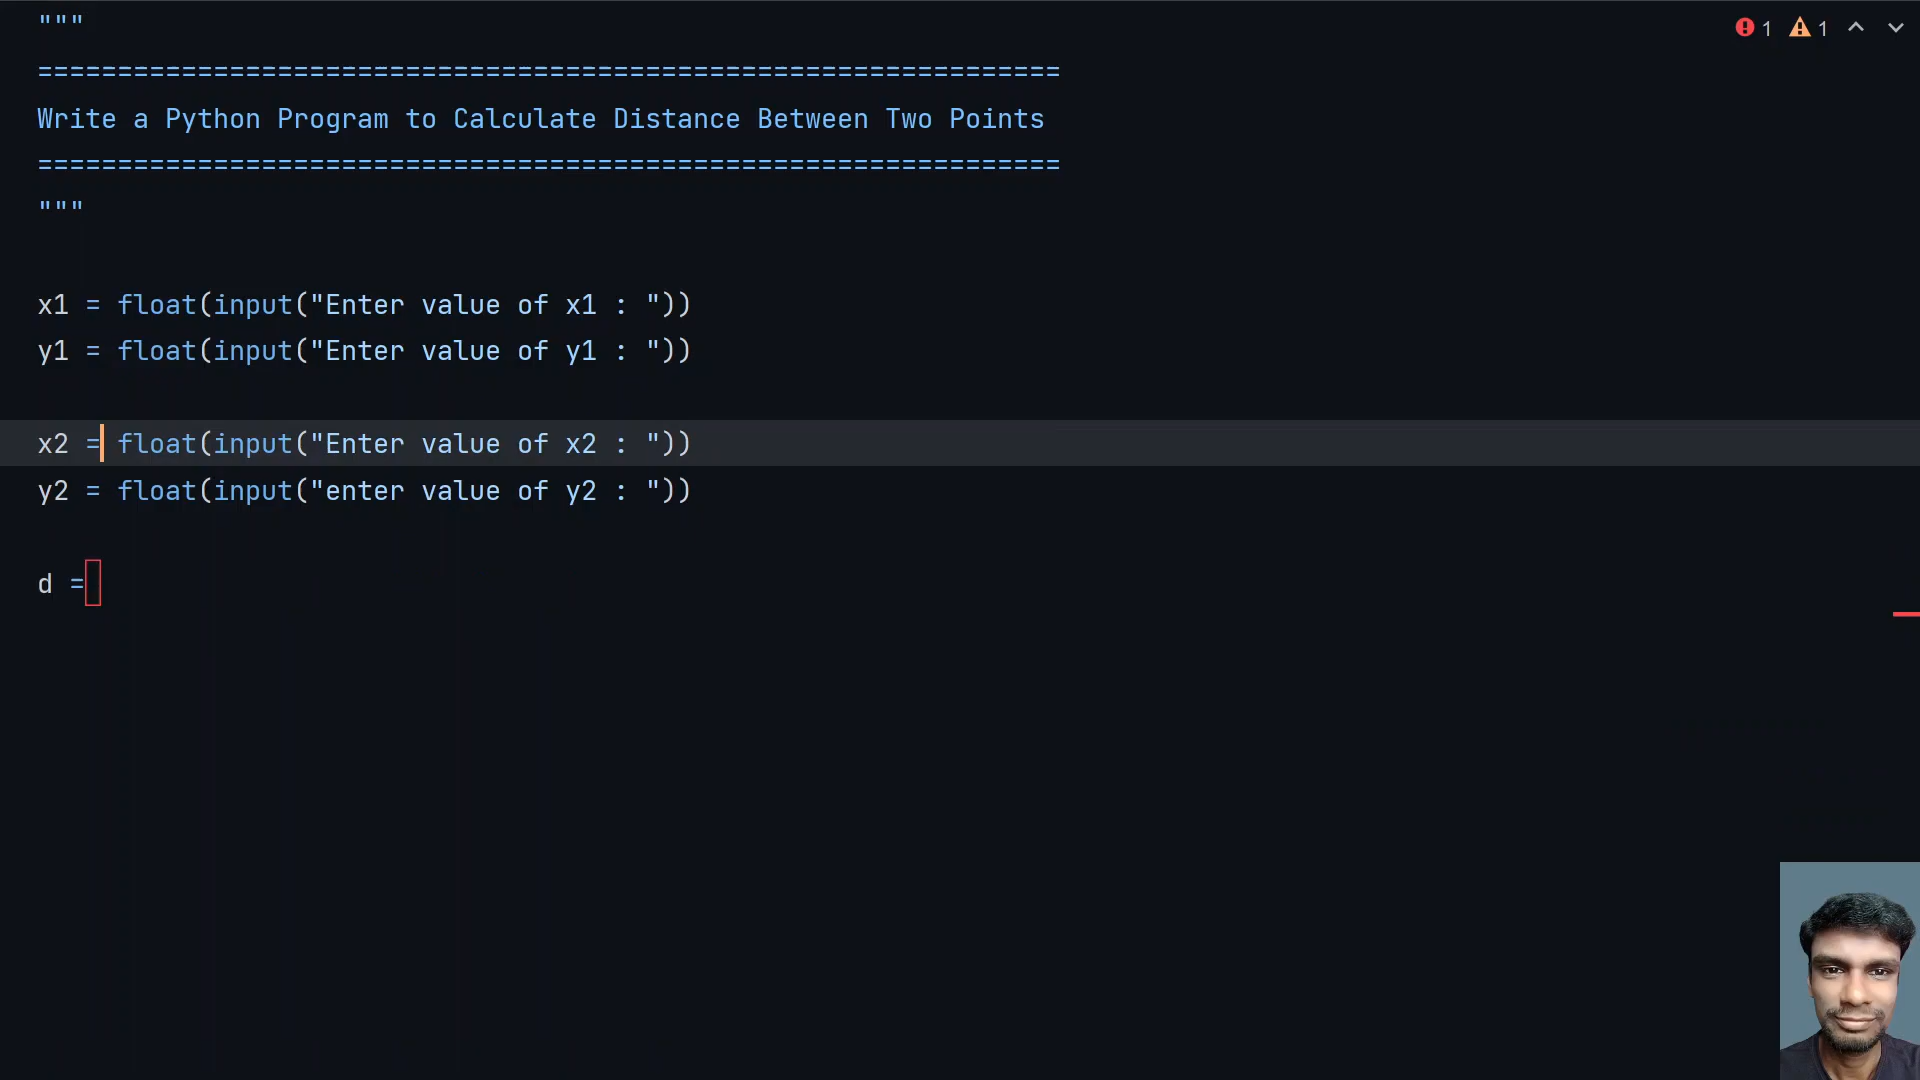 """
================================================================
Write a Python Program to Calculate Distance Between Two Points
================================================================
"""
x1 = float(input("Enter value of x1 : "))
y1 = float(input("Enter value of y1 : "))
x2 = float(input("Enter value of x2 : "))
y2 = float(input("enter value of y2 : "))
d =
1 1